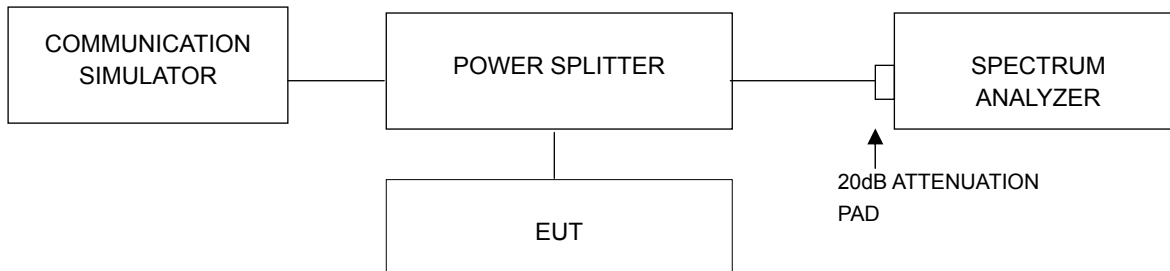 COMMUNICATION
SIMULATOR
POWER SPLITTER
SPECTRUM
ANALYZER
20dB ATTENUATION
PAD
EUT